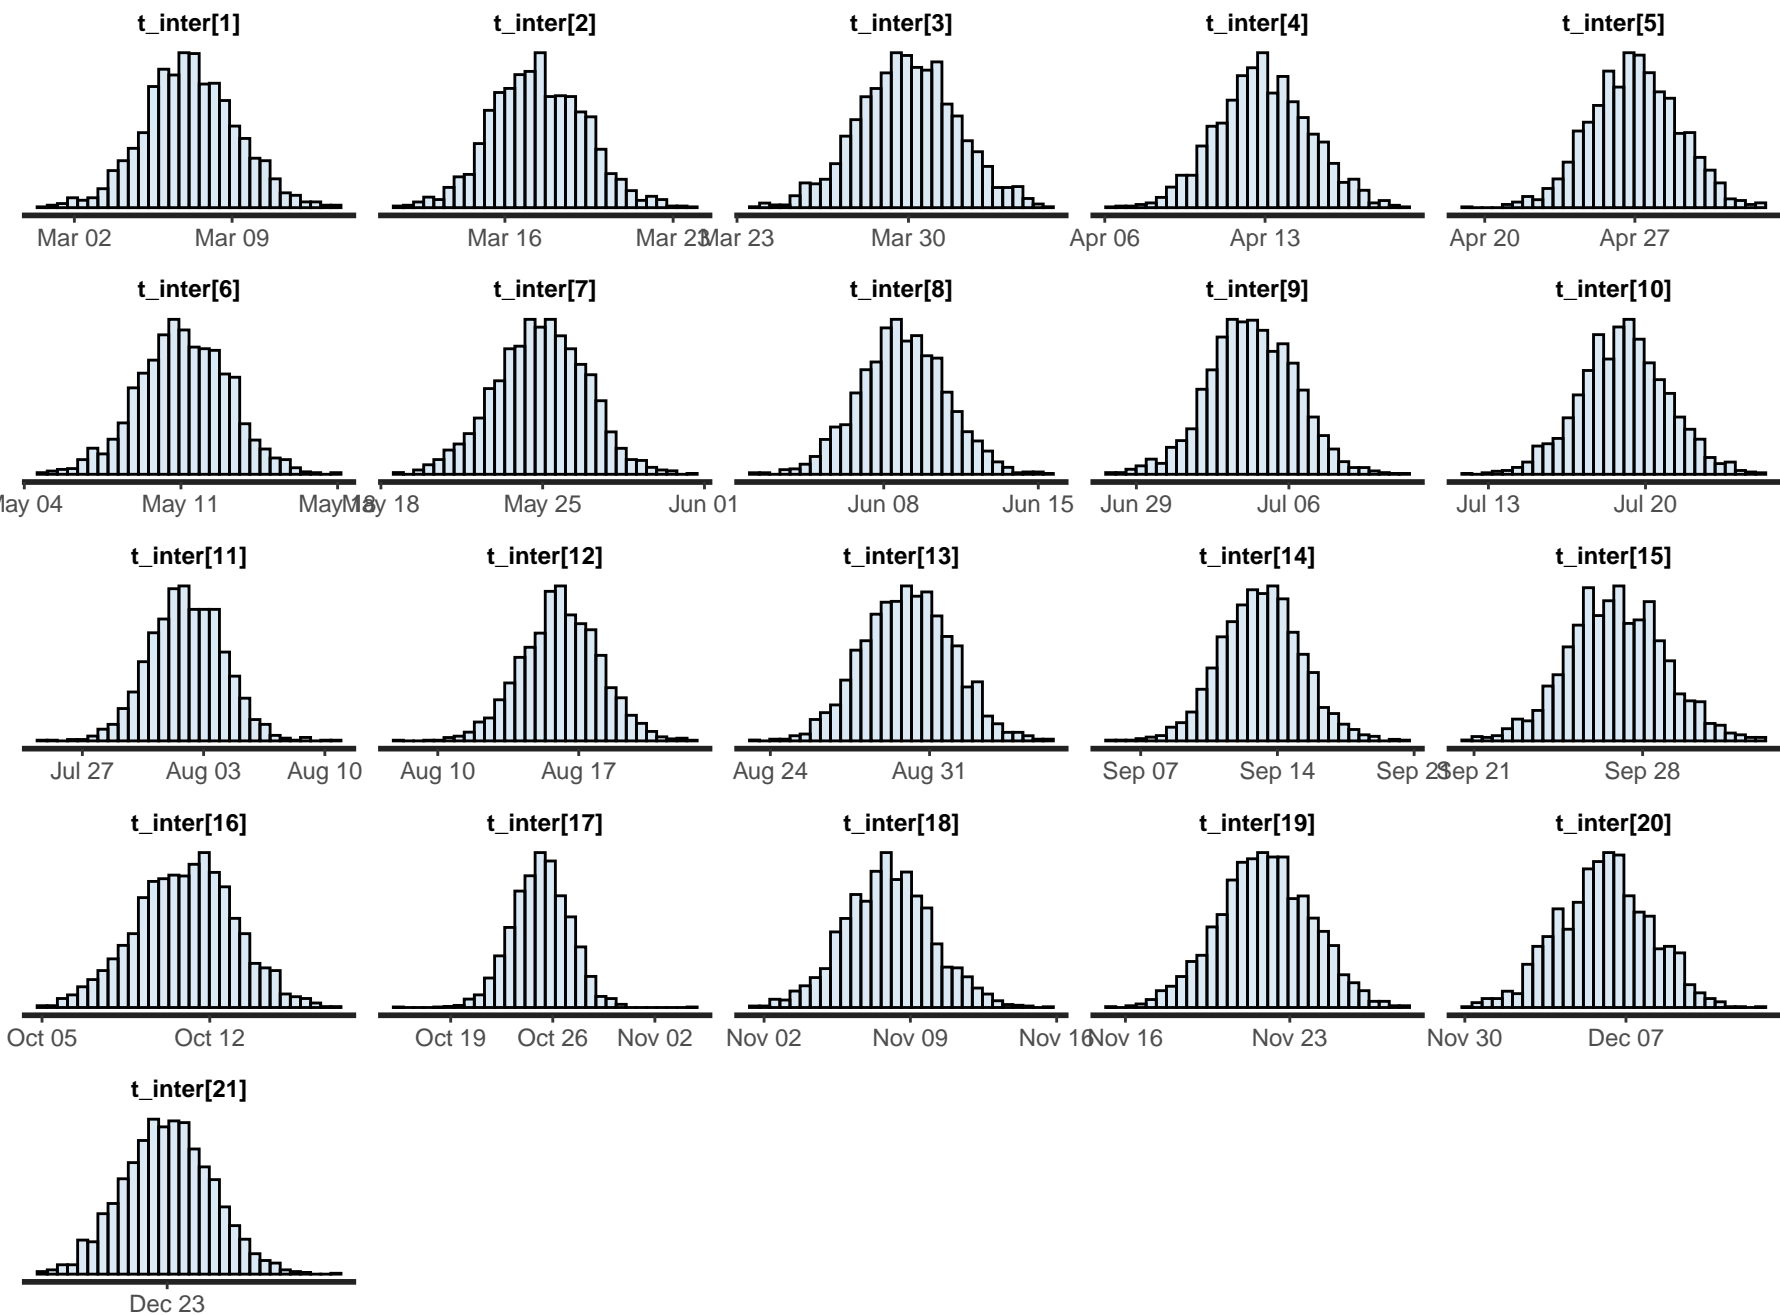 t_inter[1] t_inter[2] t_inter[3] t_inter[4] t_inter[5]
Mar 02 Mar 09 Mar 16 Mar 23 Mar 23 Mar 30 Apr 06 Apr 13 Apr 20 Apr 27
t_inter[6] t_inter[7] t_inter[8] t_inter[9] t_inter[10]
May 04 May 11 May 18 May 18 May 25 Jun 01 Jun 08 Jun 15 Jun 29 Jul 06 Jul 13 Jul 20
t_inter[11] t_inter[12] t_inter[13] t_inter[14] t_inter[15]
Jul 27 Aug 03 Aug 10 Aug 10 Aug 17 Aug 24 Aug 31 Sep 07 Sep 14 Sep 21 Sep 21 Sep 28
t_inter[16] t_inter[17] t_inter[18] t_inter[19] t_inter[20]
Oct 05 Oct 12 Oct 19 Oct 26 Nov 02 Nov 02 Nov 09 Nov 16 Nov 16 Nov 23 Nov 30 Dec 07
t_inter[21]
Dec 23